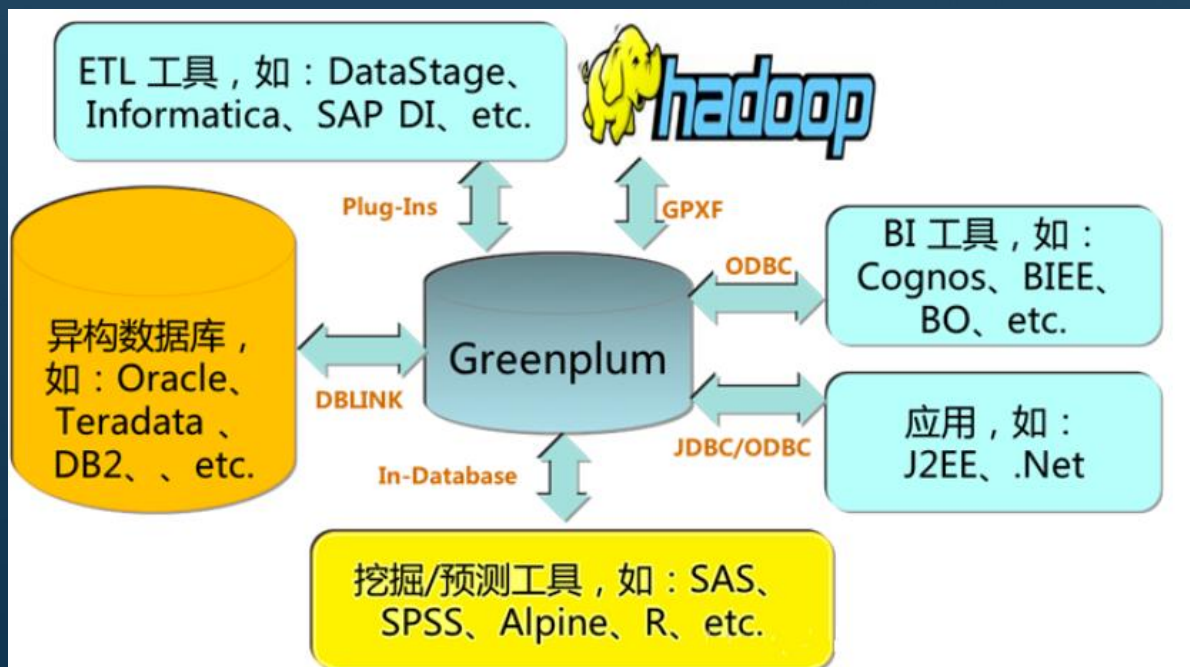 ETL 工具，如：DataStage、
Informatica、SAP DI、etc.
hadoop
Plug-Ins
GPXF
异构数据库，
如：Oracle、
Teradata 、
DB2、、etc.
DBLINK
Greenplum
ODBC
BI 工具，如：
Cognos、BIEE、
BO、etc.
JDBC/ODBC
应用，如：
J2EE、.Net
In-Database
挖掘/预测工具，如：SAS、
SPSS、Alpine、R、etc.